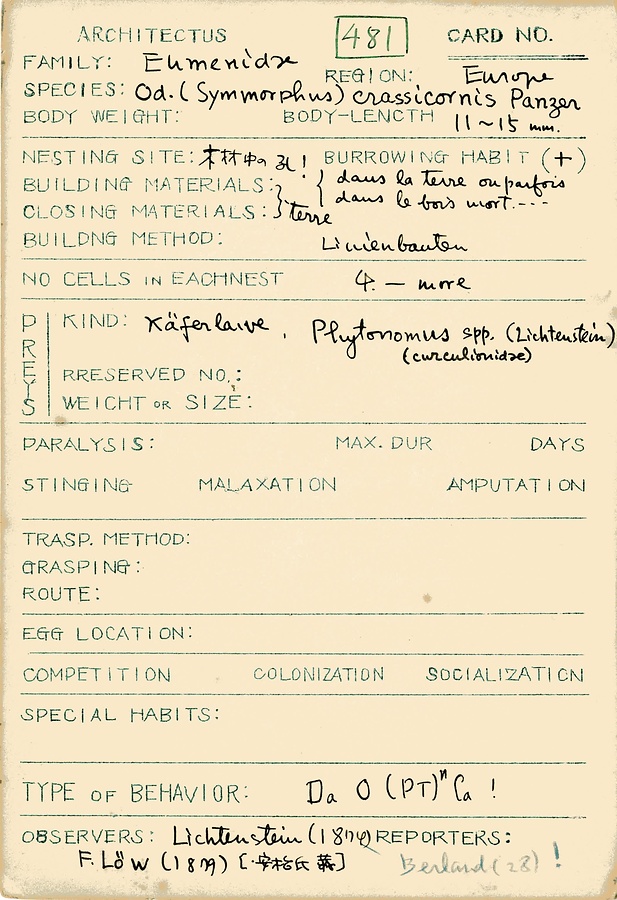 ARCHITECTUS 481 CARD NO.
FAMILY: Eumenidae
REGION: Europe
SPECIES: Od. (Symmorphus) crassicornis Panzer
BODY WEIGHT: BODY-LENGTH 11~15 mm.
NESTING SITE: 木材中の孔! BURROWING HABIT (+)
BUILDING MATERIALS: } { dans la terre ou parfois
CLOSING MATERIALS: } terre dans le bois mort.---
BUILDNG METHOD: Linienbauten
NO CELLS IN EACHNEST 4 — more
PREYS
KIND: Käferlarve, Phytonomus spp. (Lichtenstein)
(curculionidae)
RRESERVED NO.:
WEIGHT OR SIZE:
PARALYSIS: MAX. DUR DAYS
STINGING MALAXATION AMPUTATION
TRASP. METHOD:
GRASPING:
ROUTE:
EGG LOCATION:
COMPETITION COLONIZATION SOCIALIZATION
SPECIAL HABITS:
TYPE OF BEHAVIOR: Da O (PT)ⁿ Ca !
OBSERVERS: Lichtenstein REPORTERS:
F. Löw [ ] Berland (28) !